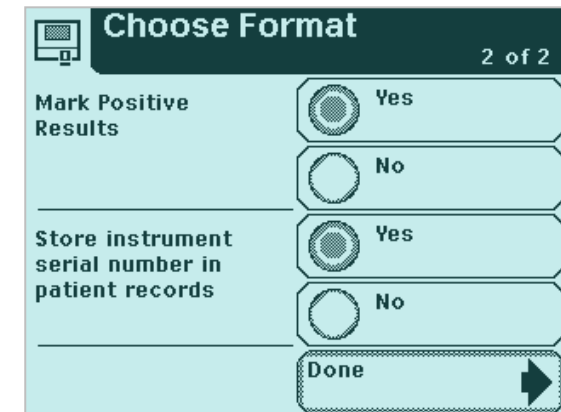 Choose Format
2 of 2
Mark Positive
Results
Yes
No
Store instrument
serial number in
patient records
Yes
No
Done